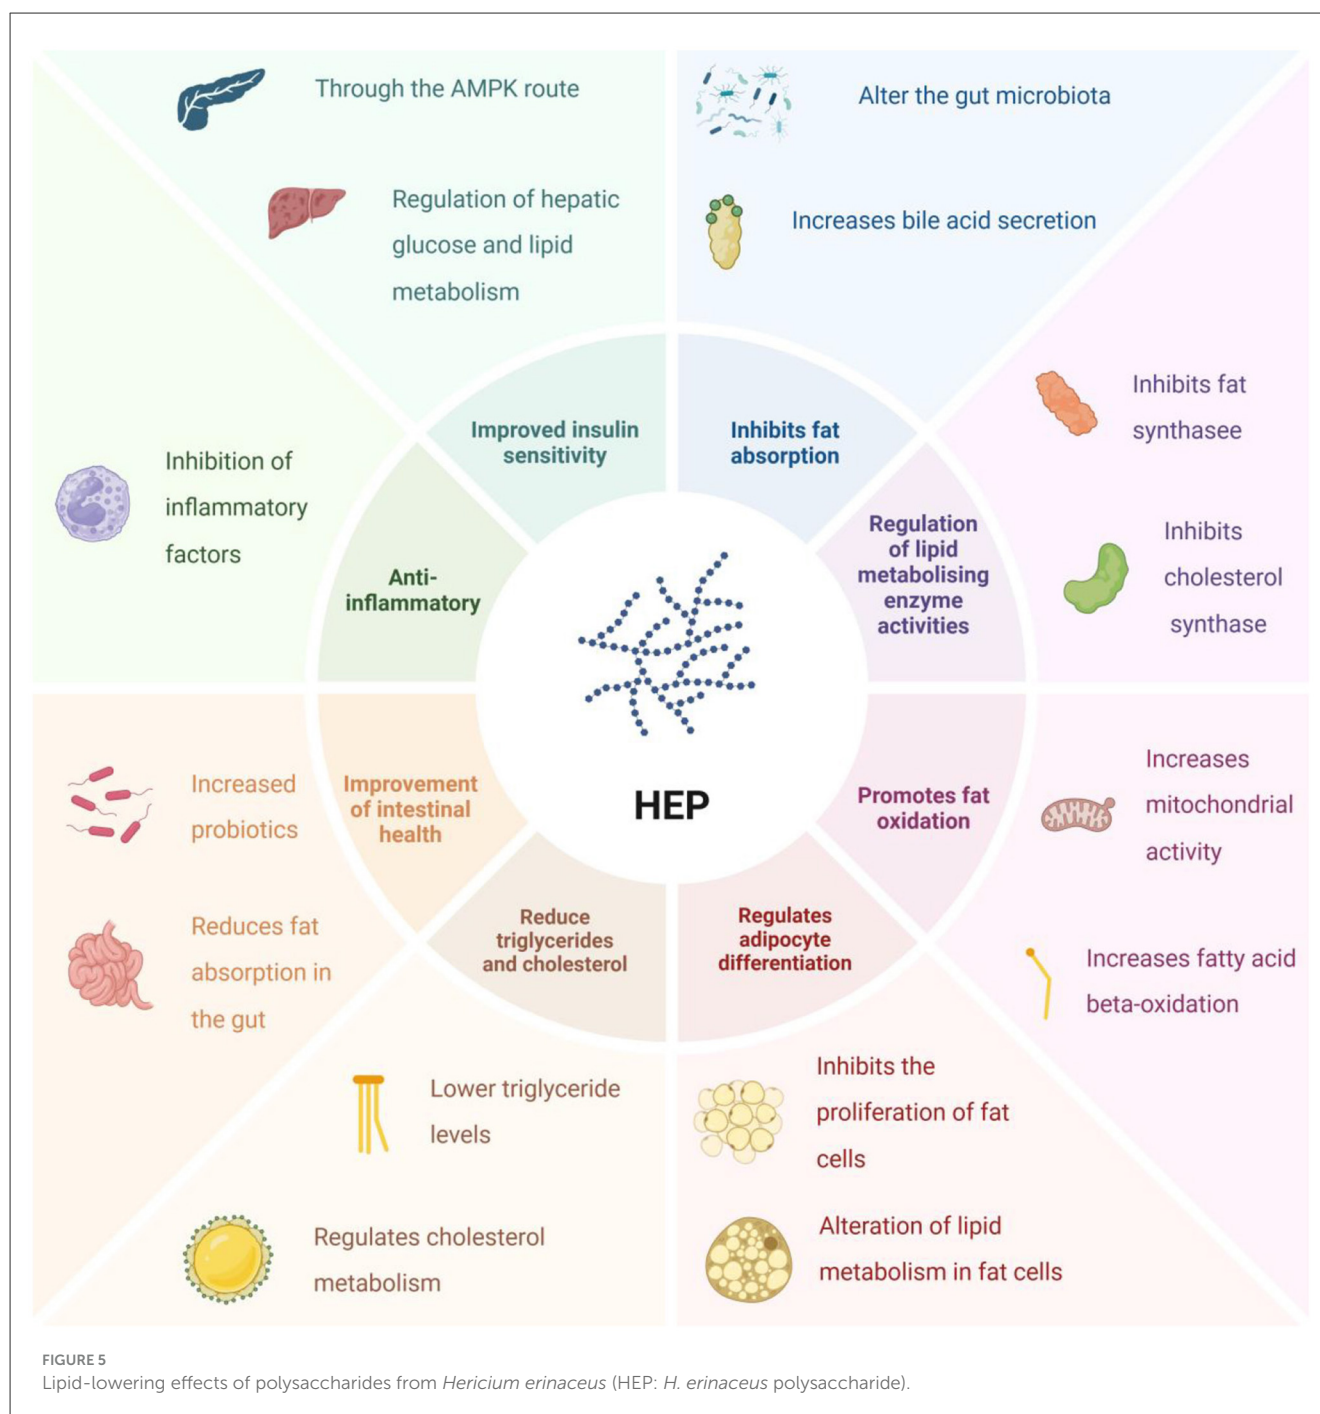 Through the AMPK route
Regulation of hepatic
glucose and lipid
metabolism
Alter the gut microbiota
Increases bile acid secretion
Inhibits fat
synthasee
Inhibits
cholesterol
synthase
Inhibition of
inflammatory
factors
Improved insulin
sensitivity
Inhibits fat
absorption
Regulation
of lipid
metabolising
enzyme
activities
Anti-
inflammatory
HEP
Improvement
of intestinal
health
Promotes fat
oxidation
Reduce
triglycerides
and cholesterol
Regulates
adipocyte
differentiation
Increased
probiotics
Reduces fat
absorption in
the gut
Increases
mitochondrial
activity
Increases fatty acid
beta-oxidation
Lower triglyceride
levels
Regulates cholesterol
metabolism
Inhibits the
proliferation of fat
cells
Alteration of lipid
metabolism in fat cells
FIGURE 5
Lipid-lowering effects of polysaccharides from Hericium erinaceus (HEP: H. erinaceus polysaccharide).